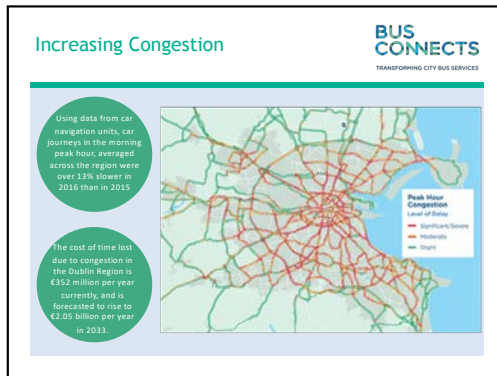 Increasing Congestion
BUS
CONNECTS
TRANSFORMING CITY BUS SERVICES
Using data from car
navigation units, car
journeys in the morning
peak hour, averaged
across the region were
over 13% slower in
2016 than in 2015
The cost of time lost
due to congestion in
the Dublin Region is
€352 million per year
currently, and is
forecasted to rise to
€2.05 billion per year
in 2033.
Peak Hour
Congestion
Level of Delay
Significant/Severe
Moderate
Slight